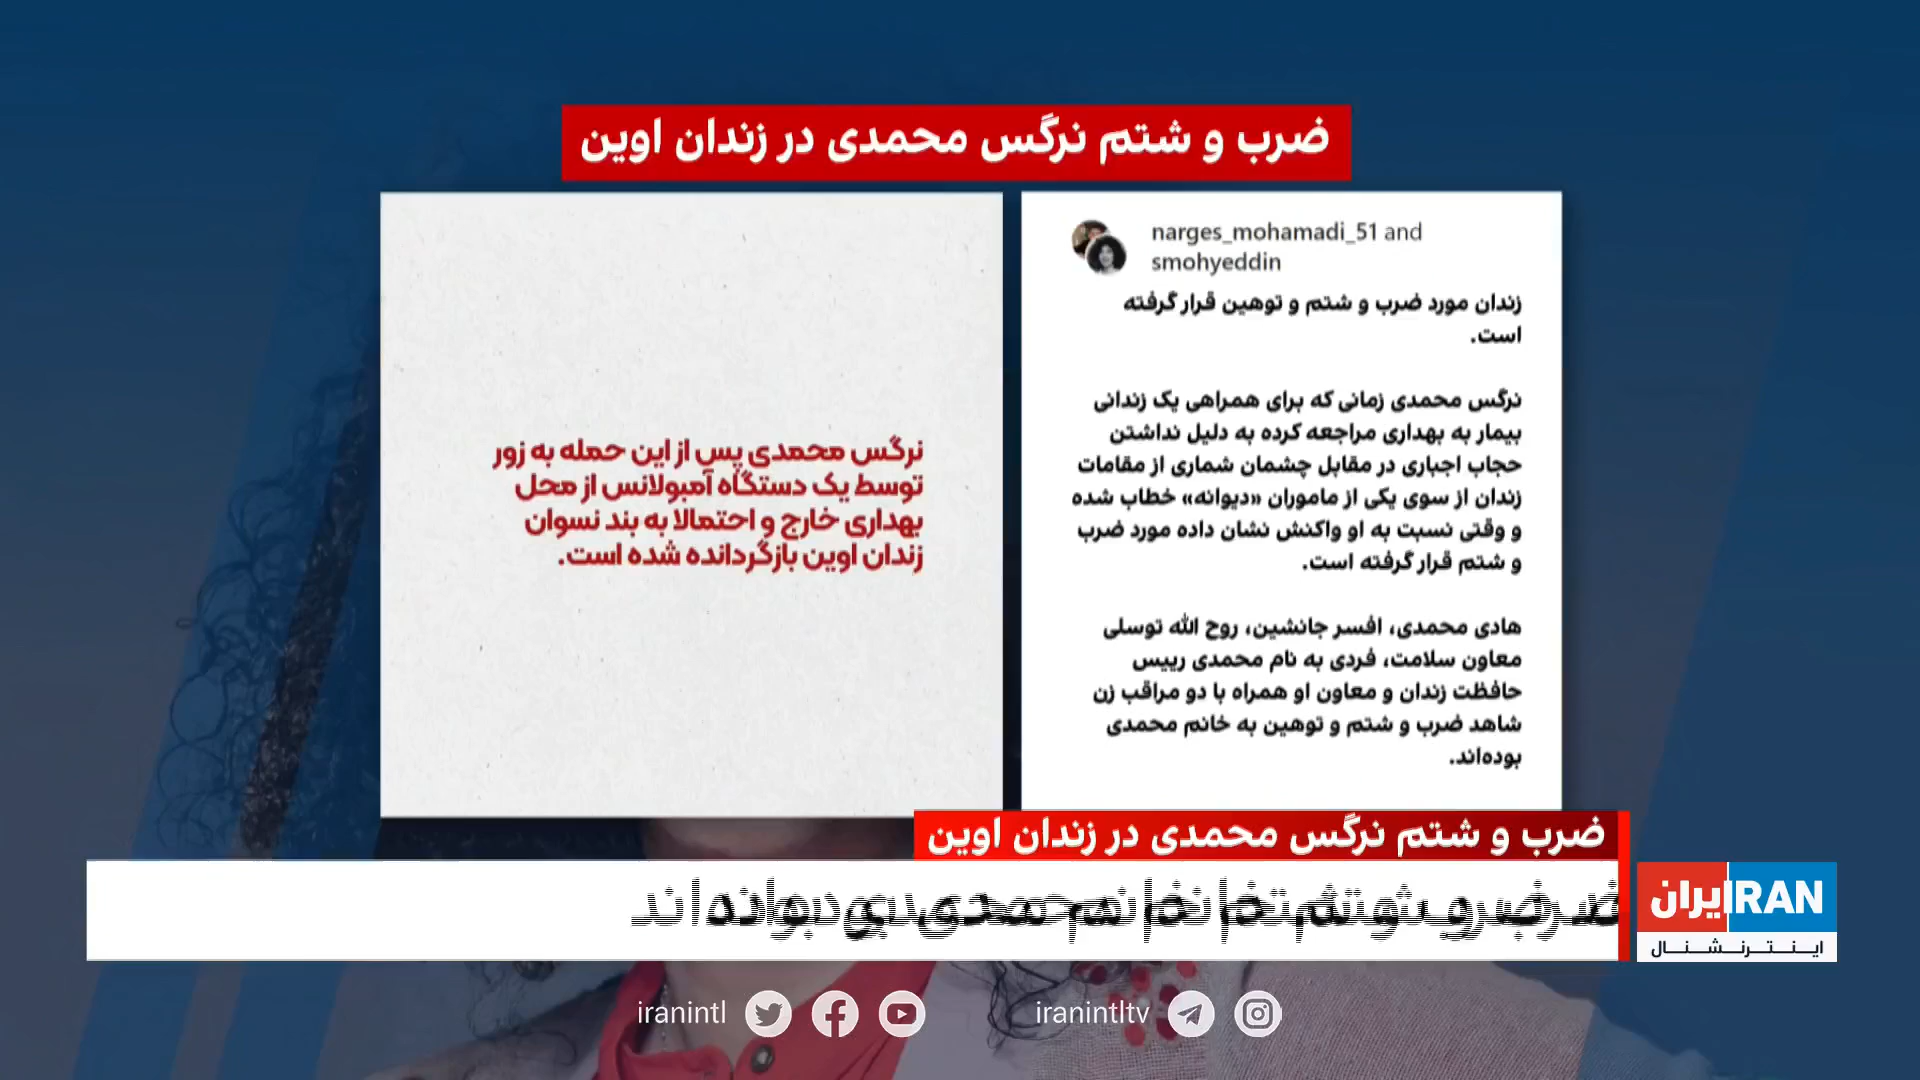 ضرب و شتم نرگس محمدی در زندان اوین
narges_mohamadi_51 and
smohyeddin
زندان مورد ضرب و شتم و توهین قرار گرفته
است.
نرگس محمدی زمانی که برای همراهی یک زندانی
بیمار به بهداری مراجعه کرده به دلیل نداشتن
حجاب اجباری در مقابل چشمان شماری از مقامات
زندان از سوی یکی از ماموران «دیوانه» خطاب شده
و وقتی نسبت به او واکنش نشان داده مورد ضرب
و شتم قرار گرفته است.
هادی محمدی، افسر جانشین، روح الله توسلی
معاون سلامت، فردی به نام محمدی رییس
حافظت زندان و معاون او همراه با دو مراقب زن
شاهد ضرب و شتم و توهین به خانم محمدی
بوده‌اند.
نرگس محمدی پس از این حمله به زور
توسط یک دستگاه آمبولانس از محل
بهداری خارج و احتمالا به بند نسوان
زندان اوین بازگردانده شده است.
ضرب و شتم نرگس محمدی در زندان اوین
ایران IRAN
اینترنشنال
iranintl
iranintltv